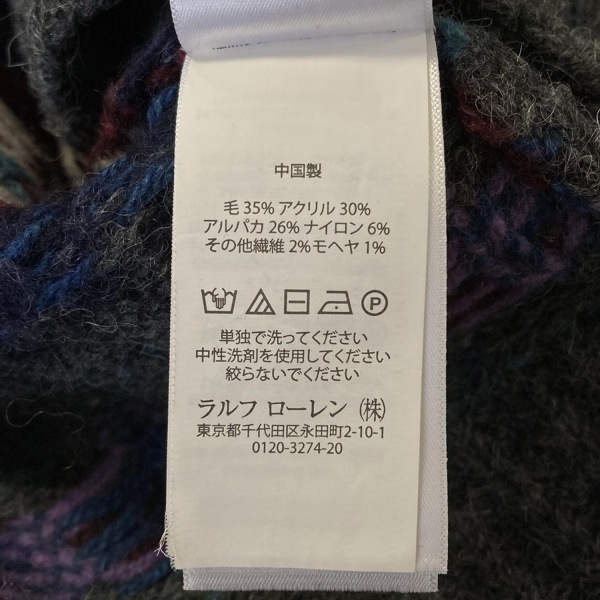 中国製
毛 35% アクリル 30%
アルパカ 26% ナイロン 6%
その他繊維 2% モヘヤ 1%
P
単独で洗ってください
中性洗剤を使用してください
絞らないでください
ラルフ ローレン（株）
東京都千代田区永田町2-10-1
0120-3274-20